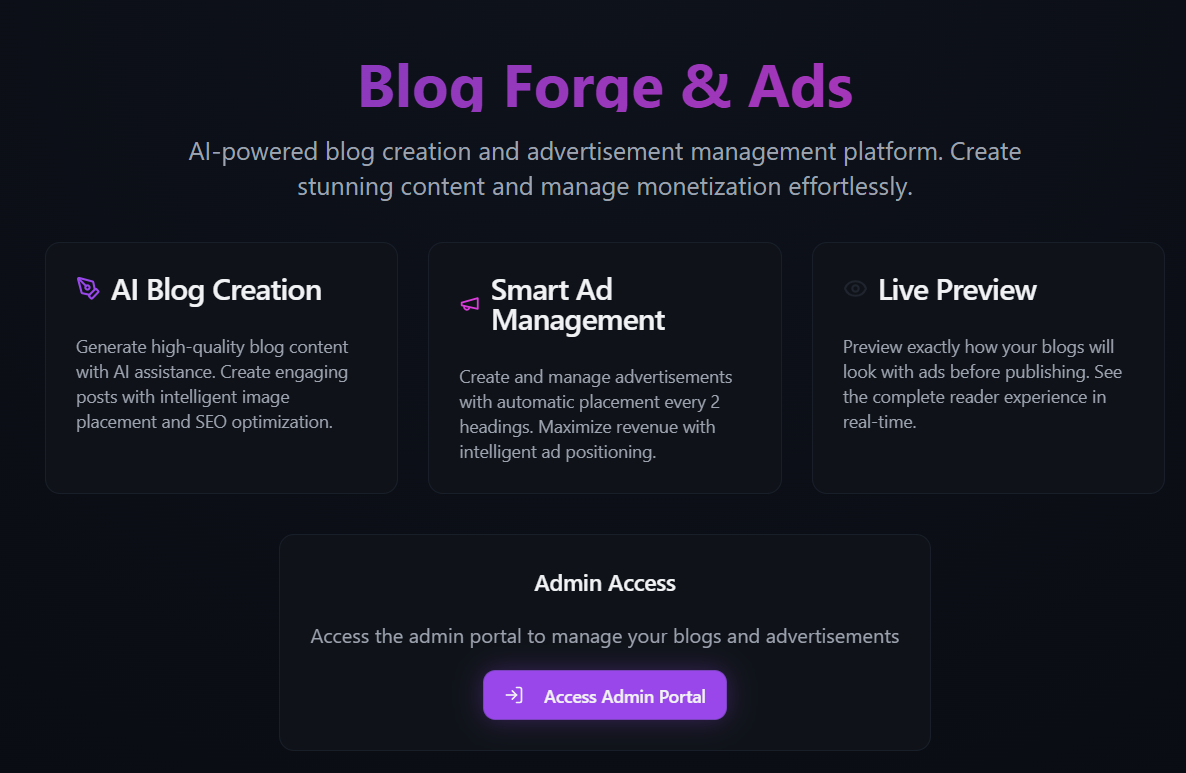 Blog Forge & Ads
AI-powered blog creation and advertisement management platform. Create
stunning content and manage monetization effortlessly.
AI Blog Creation
Generate high-quality blog content
with AI assistance. Create engaging
posts with intelligent image
placement and SEO optimization.
Smart Ad
Management
Create and manage advertisements
with automatic placement every 2
headings. Maximize revenue with
intelligent ad positioning.
Live Preview
Preview exactly how your blogs will
look with ads before publishing. See
the complete reader experience in
real-time.
Admin Access
Access the admin portal to manage your blogs and advertisements
Access Admin Portal